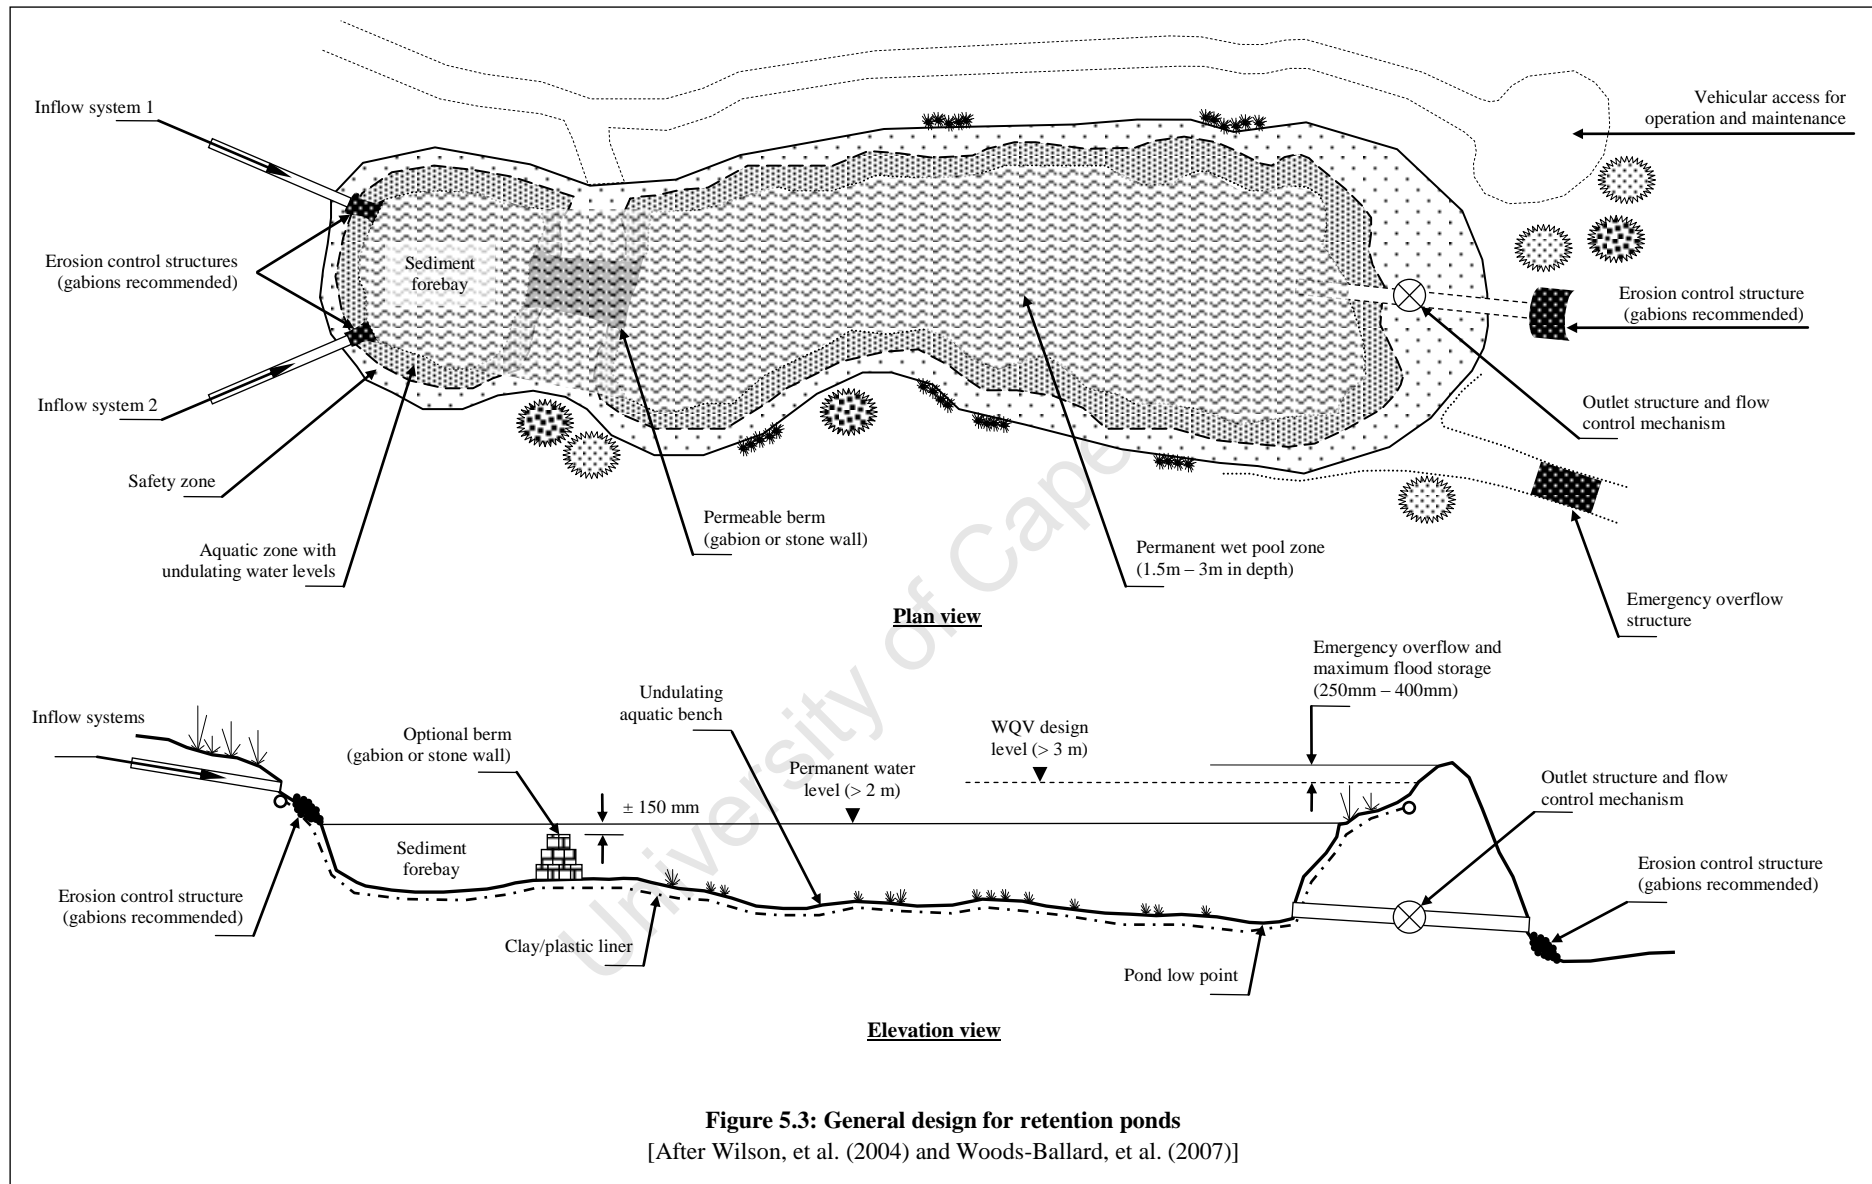 Inflow system 1
Vehicular access for
operation and maintenance
Erosion control structures
(gabions recommended)
Sediment
forebay
Erosion control structure
(gabions recommended)
Inflow system 2
Outlet structure and flow
control mechanism
Safety zone
Permeable berm
(gabion or stone wall)
Aquatic zone with
undulating water levels
Permanent wet pool zone
(1.5m – 3m in depth)
Emergency overflow
structure
Plan view
Emergency overflow and
maximum flood storage
(250mm – 400mm)
Undulating
aquatic bench
Inflow systems
Optional berm
(gabion or stone wall)
WQV design
level (> 3 m)
Permanent water
level (> 2 m)
Outlet structure and flow
control mechanism
± 150 mm
Sediment
forebay
Erosion control structure
(gabions recommended)
Erosion control structure
(gabions recommended)
Clay/plastic liner
Pond low point
Elevation view
University of Cape
Figure 5.3: General design for retention ponds
[After Wilson, et al. (2004) and Woods-Ballard, et al. (2007)]